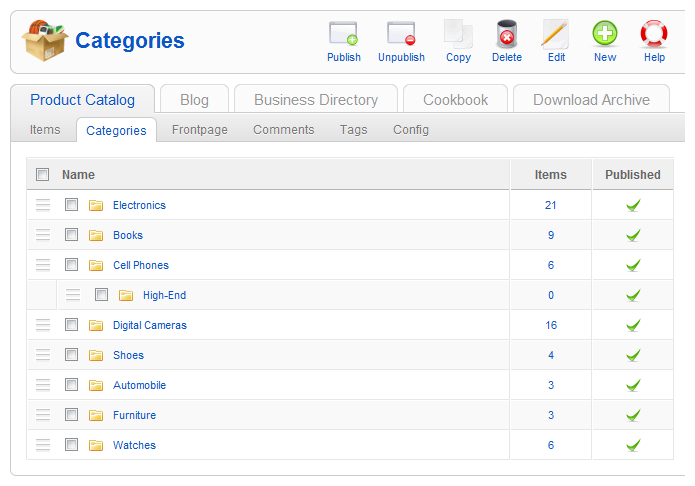 Categories
Publish Unpublish Copy Delete Edit New Help
Product Catalog Blog Business Directory Cookbook Download Archive
Items Categories Frontpage Comments Tags Config
Name Items Published
Electronics 21
Books 9
Cell Phones 6
High-End 0
Digital Cameras 16
Shoes 4
Automobile 3
Furniture 3
Watches 6